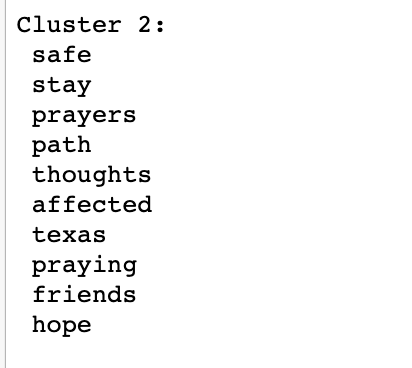 Cluster 2:
safe
stay
prayers
path
thoughts
affected
texas
praying
friends
hope